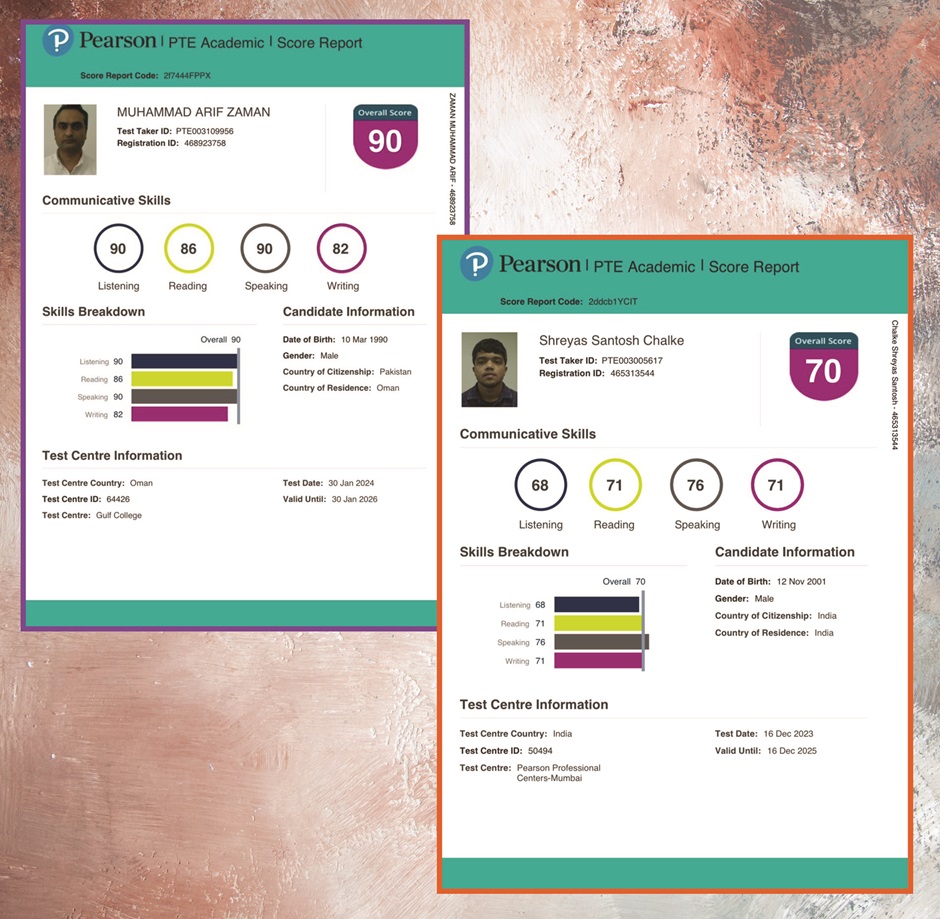 Pearson | PTE Academic | Score Report
Score Report Code: 2f7444FPPX
MUHAMMAD ARIF ZAMAN
Test Taker ID: PTE003109956
Registration ID: 468923758
Overall Score
90
ZAMAN MUHAMMAD ARIF - 468923758
Communicative Skills
90 86 90 82
Listening Reading Speaking Writing
Skills Breakdown
Overall 90
Listening 90
Reading 86
Speaking 90
Writing 82
Candidate Information
Date of Birth: 10 Mar 1990
Gender: Male
Country of Citizenship: Pakistan
Country of Residence: Oman
Test Centre Information
Test Centre Country: Oman
Test Centre ID: 64426
Test Centre: Gulf College
Test Date: 30 Jan 2024
Valid Until: 30 Jan 2026
Pearson | PTE Academic | Score Report
Score Report Code: 2ddcb1YCIT
Shreyas Santosh Chalke
Test Taker ID: PTE003005617
Registration ID: 465313544
Overall Score
70
Chalke Shreyas Santosh - 465313544
Communicative Skills
68 71 76 71
Listening Reading Speaking Writing
Skills Breakdown
Overall 70
Listening 68
Reading 71
Speaking 76
Writing 71
Candidate Information
Date of Birth: 12 Nov 2001
Gender: Male
Country of Citizenship: India
Country of Residence: India
Test Centre Information
Test Centre Country: India
Test Centre ID: 50494
Test Centre: Pearson Professional
Centers-Mumbai
Test Date: 16 Dec 2023
Valid Until: 16 Dec 2025